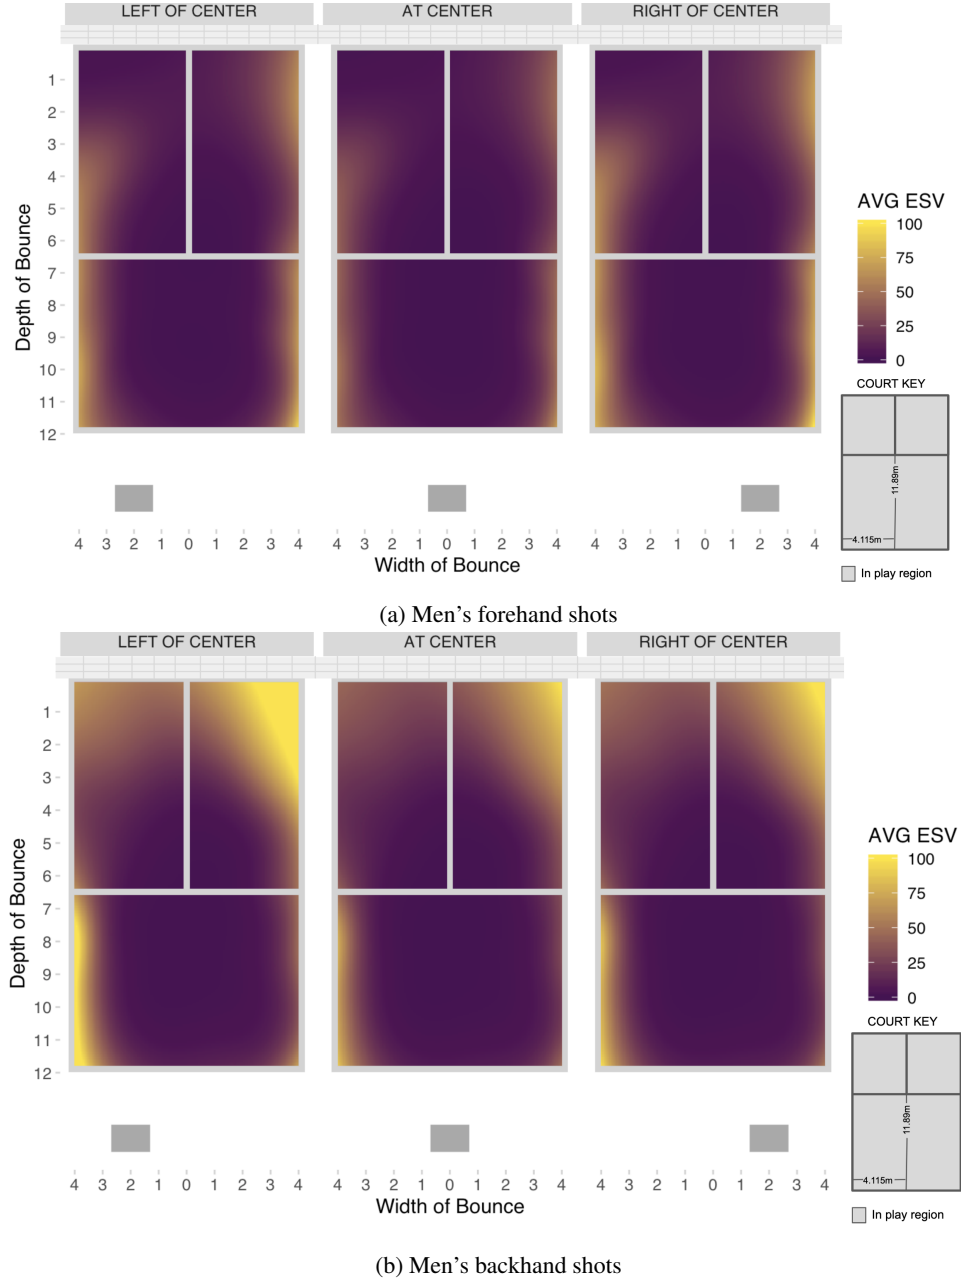 LEFT OF CENTER AT CENTER RIGHT OF CENTER
1
2
3
4
5
6
7
8
9
10
11
12
Depth of Bounce
AVG ESV
100
75
50
25
0
COURT KEY
11.89m
4.115m
In play region
4 3 2 1 0 1 2 3 4 4 3 2 1 0 1 2 3 4 4 3 2 1 0 1 2 3 4
Width of Bounce
(a) Men's forehand shots
LEFT OF CENTER AT CENTER RIGHT OF CENTER
1
2
3
4
5
6
7
8
9
10
11
12
Depth of Bounce
AVG ESV
100
75
50
25
0
COURT KEY
11.89m
4.115m
In play region
4 3 2 1 0 1 2 3 4 4 3 2 1 0 1 2 3 4 4 3 2 1 0 1 2 3 4
Width of Bounce
(b) Men's backhand shots